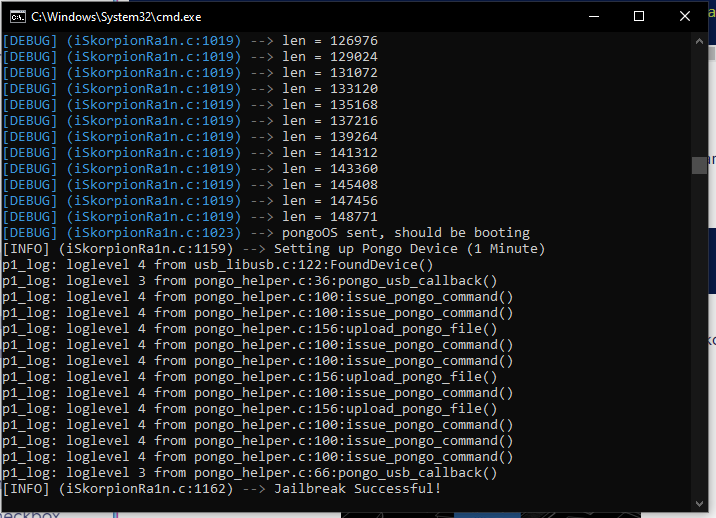 C:\Windows\System32\cmd.exe
[DEBUG] (iSkorpionRa1n.c:1019) --> len = 126976
[DEBUG] (iSkorpionRa1n.c:1019) --> len = 129024
[DEBUG] (iSkorpionRa1n.c:1019) --> len = 131072
[DEBUG] (iSkorpionRa1n.c:1019) --> len = 133120
[DEBUG] (iSkorpionRa1n.c:1019) --> len = 135168
[DEBUG] (iSkorpionRa1n.c:1019) --> len = 137216
[DEBUG] (iSkorpionRa1n.c:1019) --> len = 139264
[DEBUG] (iSkorpionRa1n.c:1019) --> len = 141312
[DEBUG] (iSkorpionRa1n.c:1019) --> len = 143360
[DEBUG] (iSkorpionRa1n.c:1019) --> len = 145408
[DEBUG] (iSkorpionRa1n.c:1019) --> len = 147456
[DEBUG] (iSkorpionRa1n.c:1019) --> len = 148771
[DEBUG] (iSkorpionRa1n.c:1023) --> pongoOS sent, should be booting
[INFO] (iSkorpionRa1n.c:1159) --> Setting up Pongo Device (1 Minute)
p1_log: loglevel 4 from usb_libusb.c:122:FoundDevice()
p1_log: loglevel 3 from pongo_helper.c:36:pongo_usb_callback()
p1_log: loglevel 4 from pongo_helper.c:100:issue_pongo_command()
p1_log: loglevel 4 from pongo_helper.c:100:issue_pongo_command()
p1_log: loglevel 4 from pongo_helper.c:156:upload_pongo_file()
p1_log: loglevel 4 from pongo_helper.c:100:issue_pongo_command()
p1_log: loglevel 4 from pongo_helper.c:100:issue_pongo_command()
p1_log: loglevel 4 from pongo_helper.c:156:upload_pongo_file()
p1_log: loglevel 4 from pongo_helper.c:100:issue_pongo_command()
p1_log: loglevel 4 from pongo_helper.c:156:upload_pongo_file()
p1_log: loglevel 4 from pongo_helper.c:100:issue_pongo_command()
p1_log: loglevel 4 from pongo_helper.c:100:issue_pongo_command()
p1_log: loglevel 4 from pongo_helper.c:100:issue_pongo_command()
p1_log: loglevel 3 from pongo_helper.c:66:pongo_usb_callback()
[INFO] (iSkorpionRa1n.c:1162) --> Jailbreak Successful!